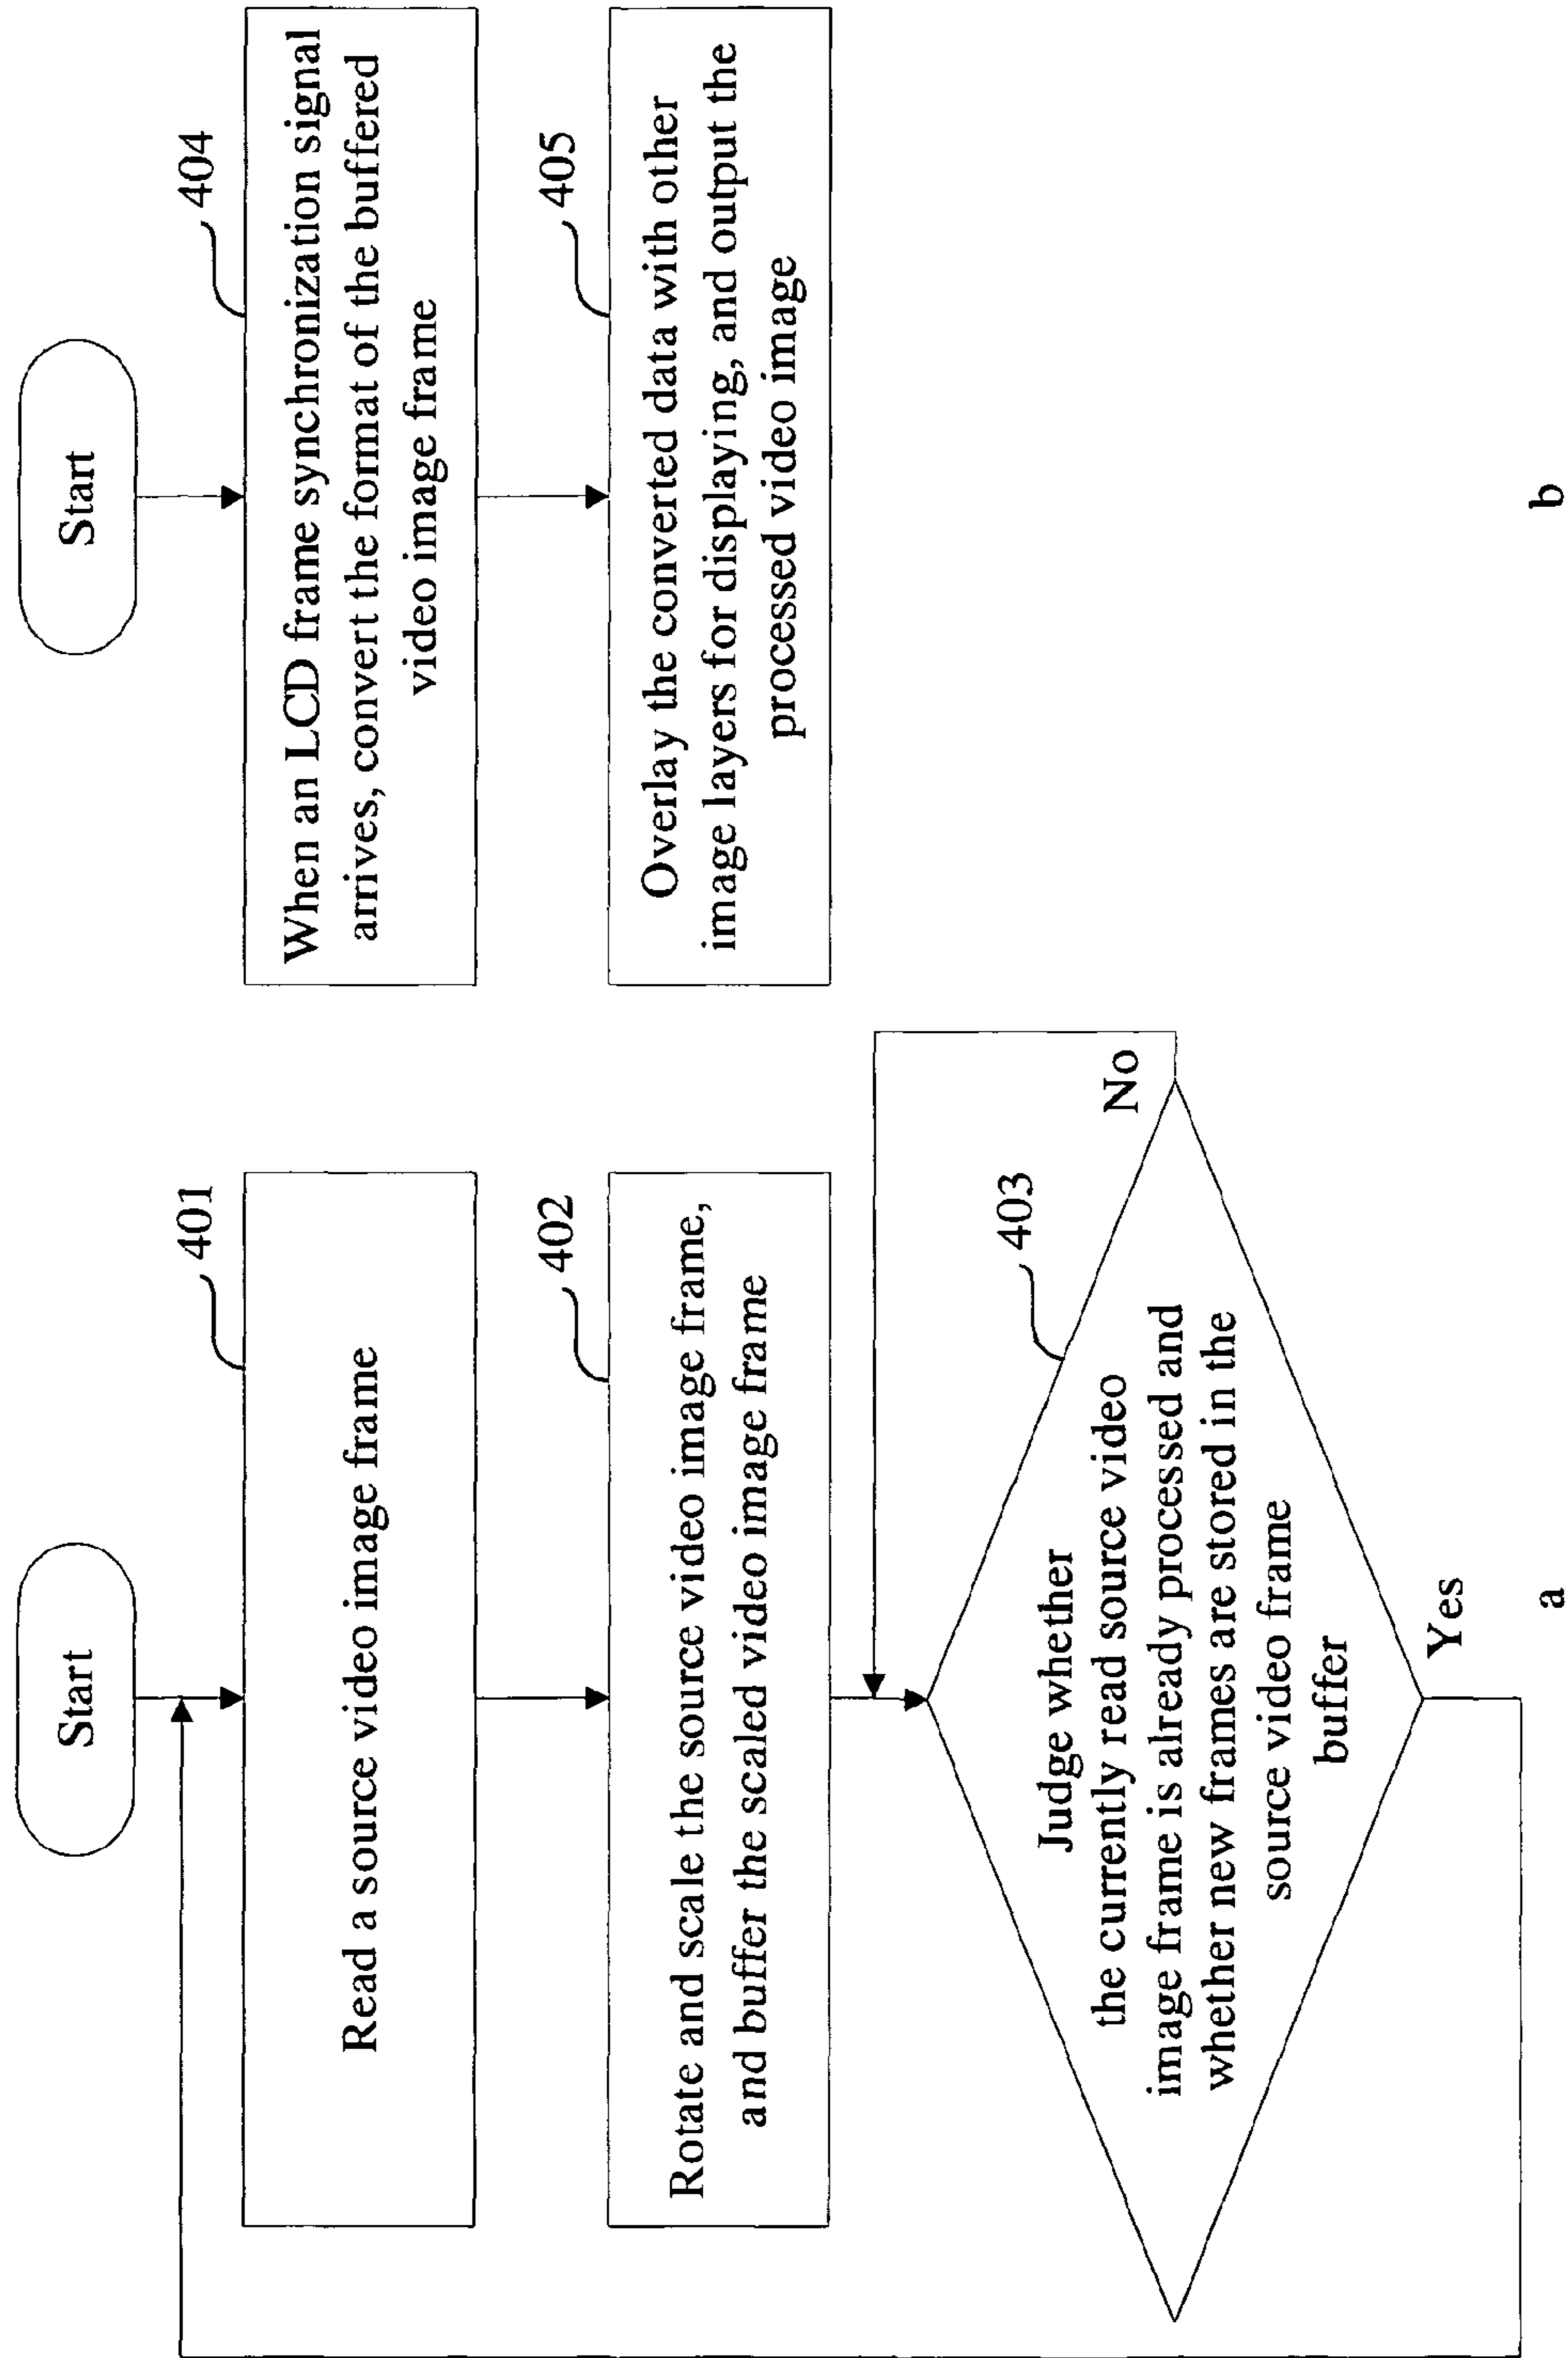 Start
401
Read a source video image frame
402
Rotate and scale the source video image frame,
and buffer the scaled video image frame
403
Judge whether
the currently read source video
image frame is already processed and
whether new frames are stored in the
source video frame
buffer
No
Yes
a
Start
404
When an LCD frame synchronization signal
arrives, convert the format of the buffered
video image frame
405
Overlay the converted data with other
image layers for displaying, and output the
processed video image
b